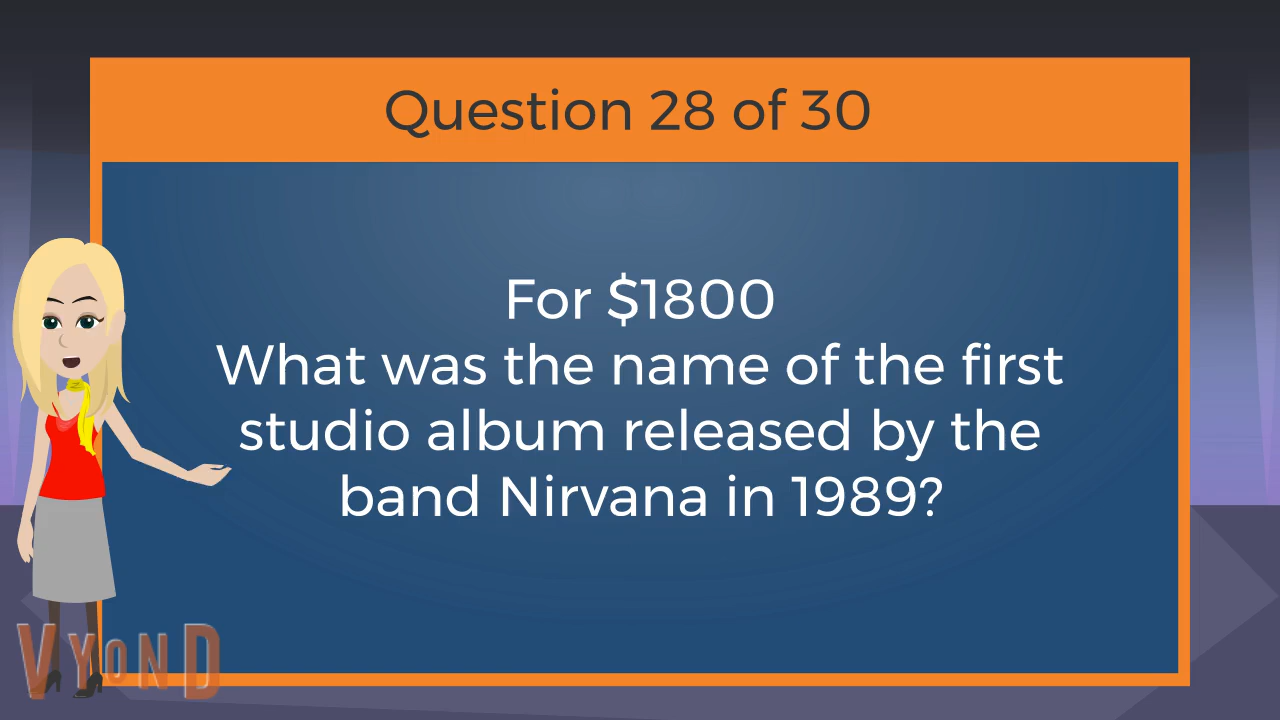 Question 28 of 30
For $1800
What was the name of the first
studio album released by the
band Nirvana in 1989?
VYOND